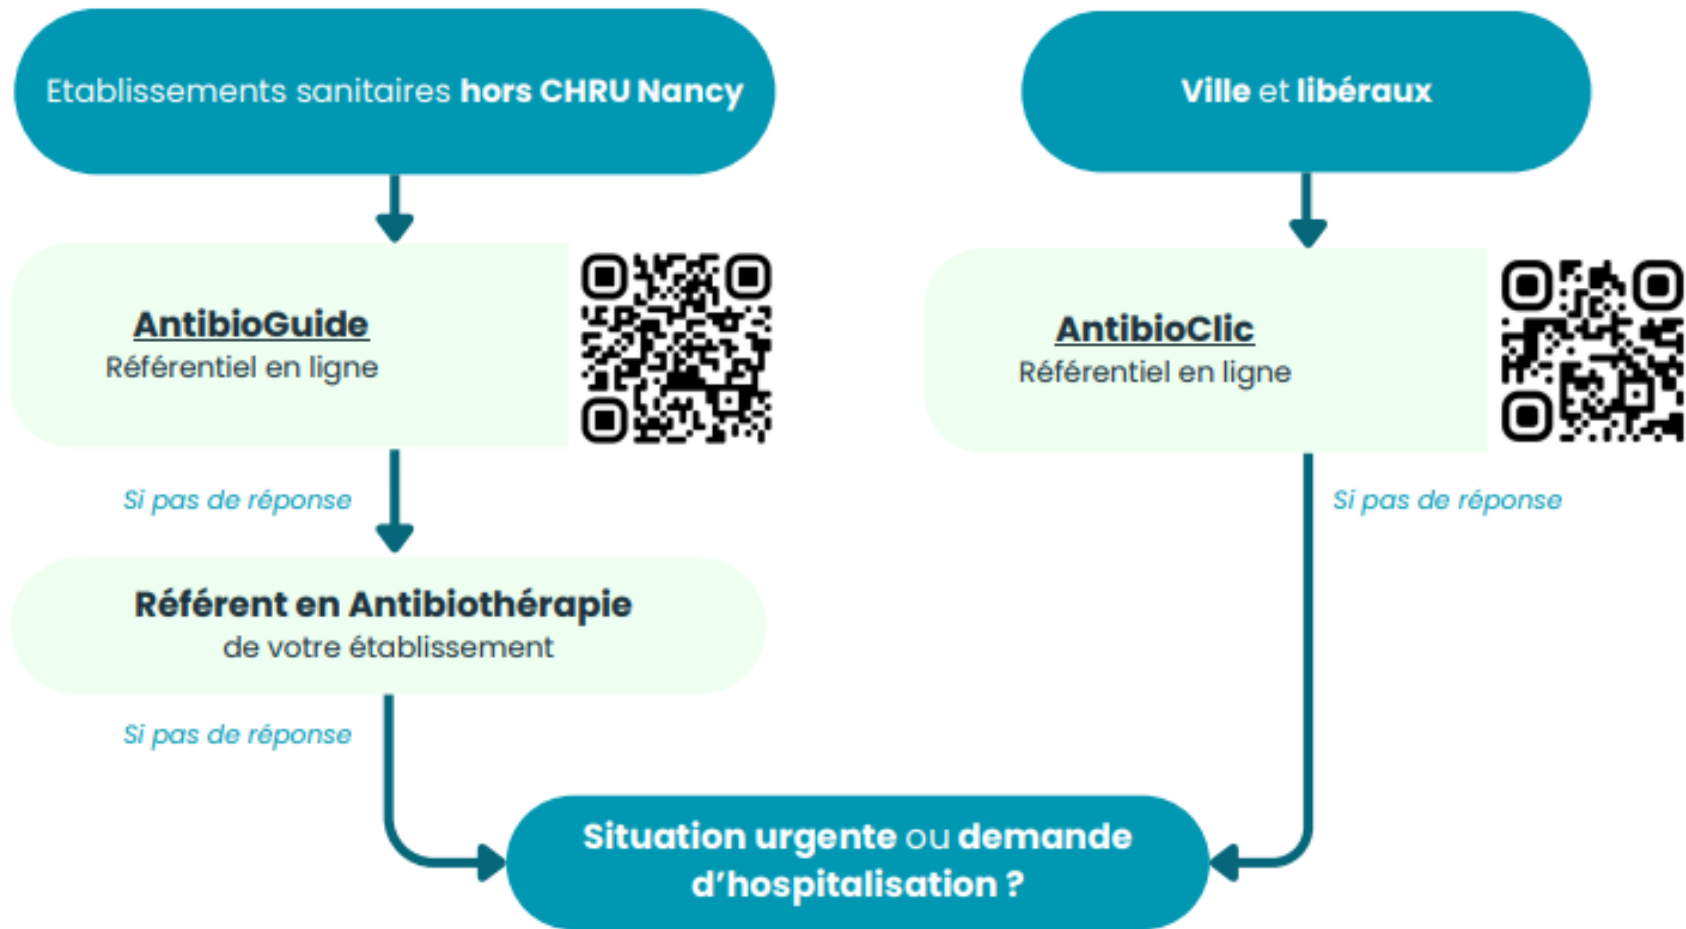 Etablissements sanitaires hors CHRU Nancy
Ville et libéraux
AntibioGuide
Référentiel en ligne
AntibioClic
Référentiel en ligne
Si pas de réponse
Si pas de réponse
Référent en Antibiothérapie
de votre établissement
Si pas de réponse
Situation urgente ou demande
d'hospitalisation ?